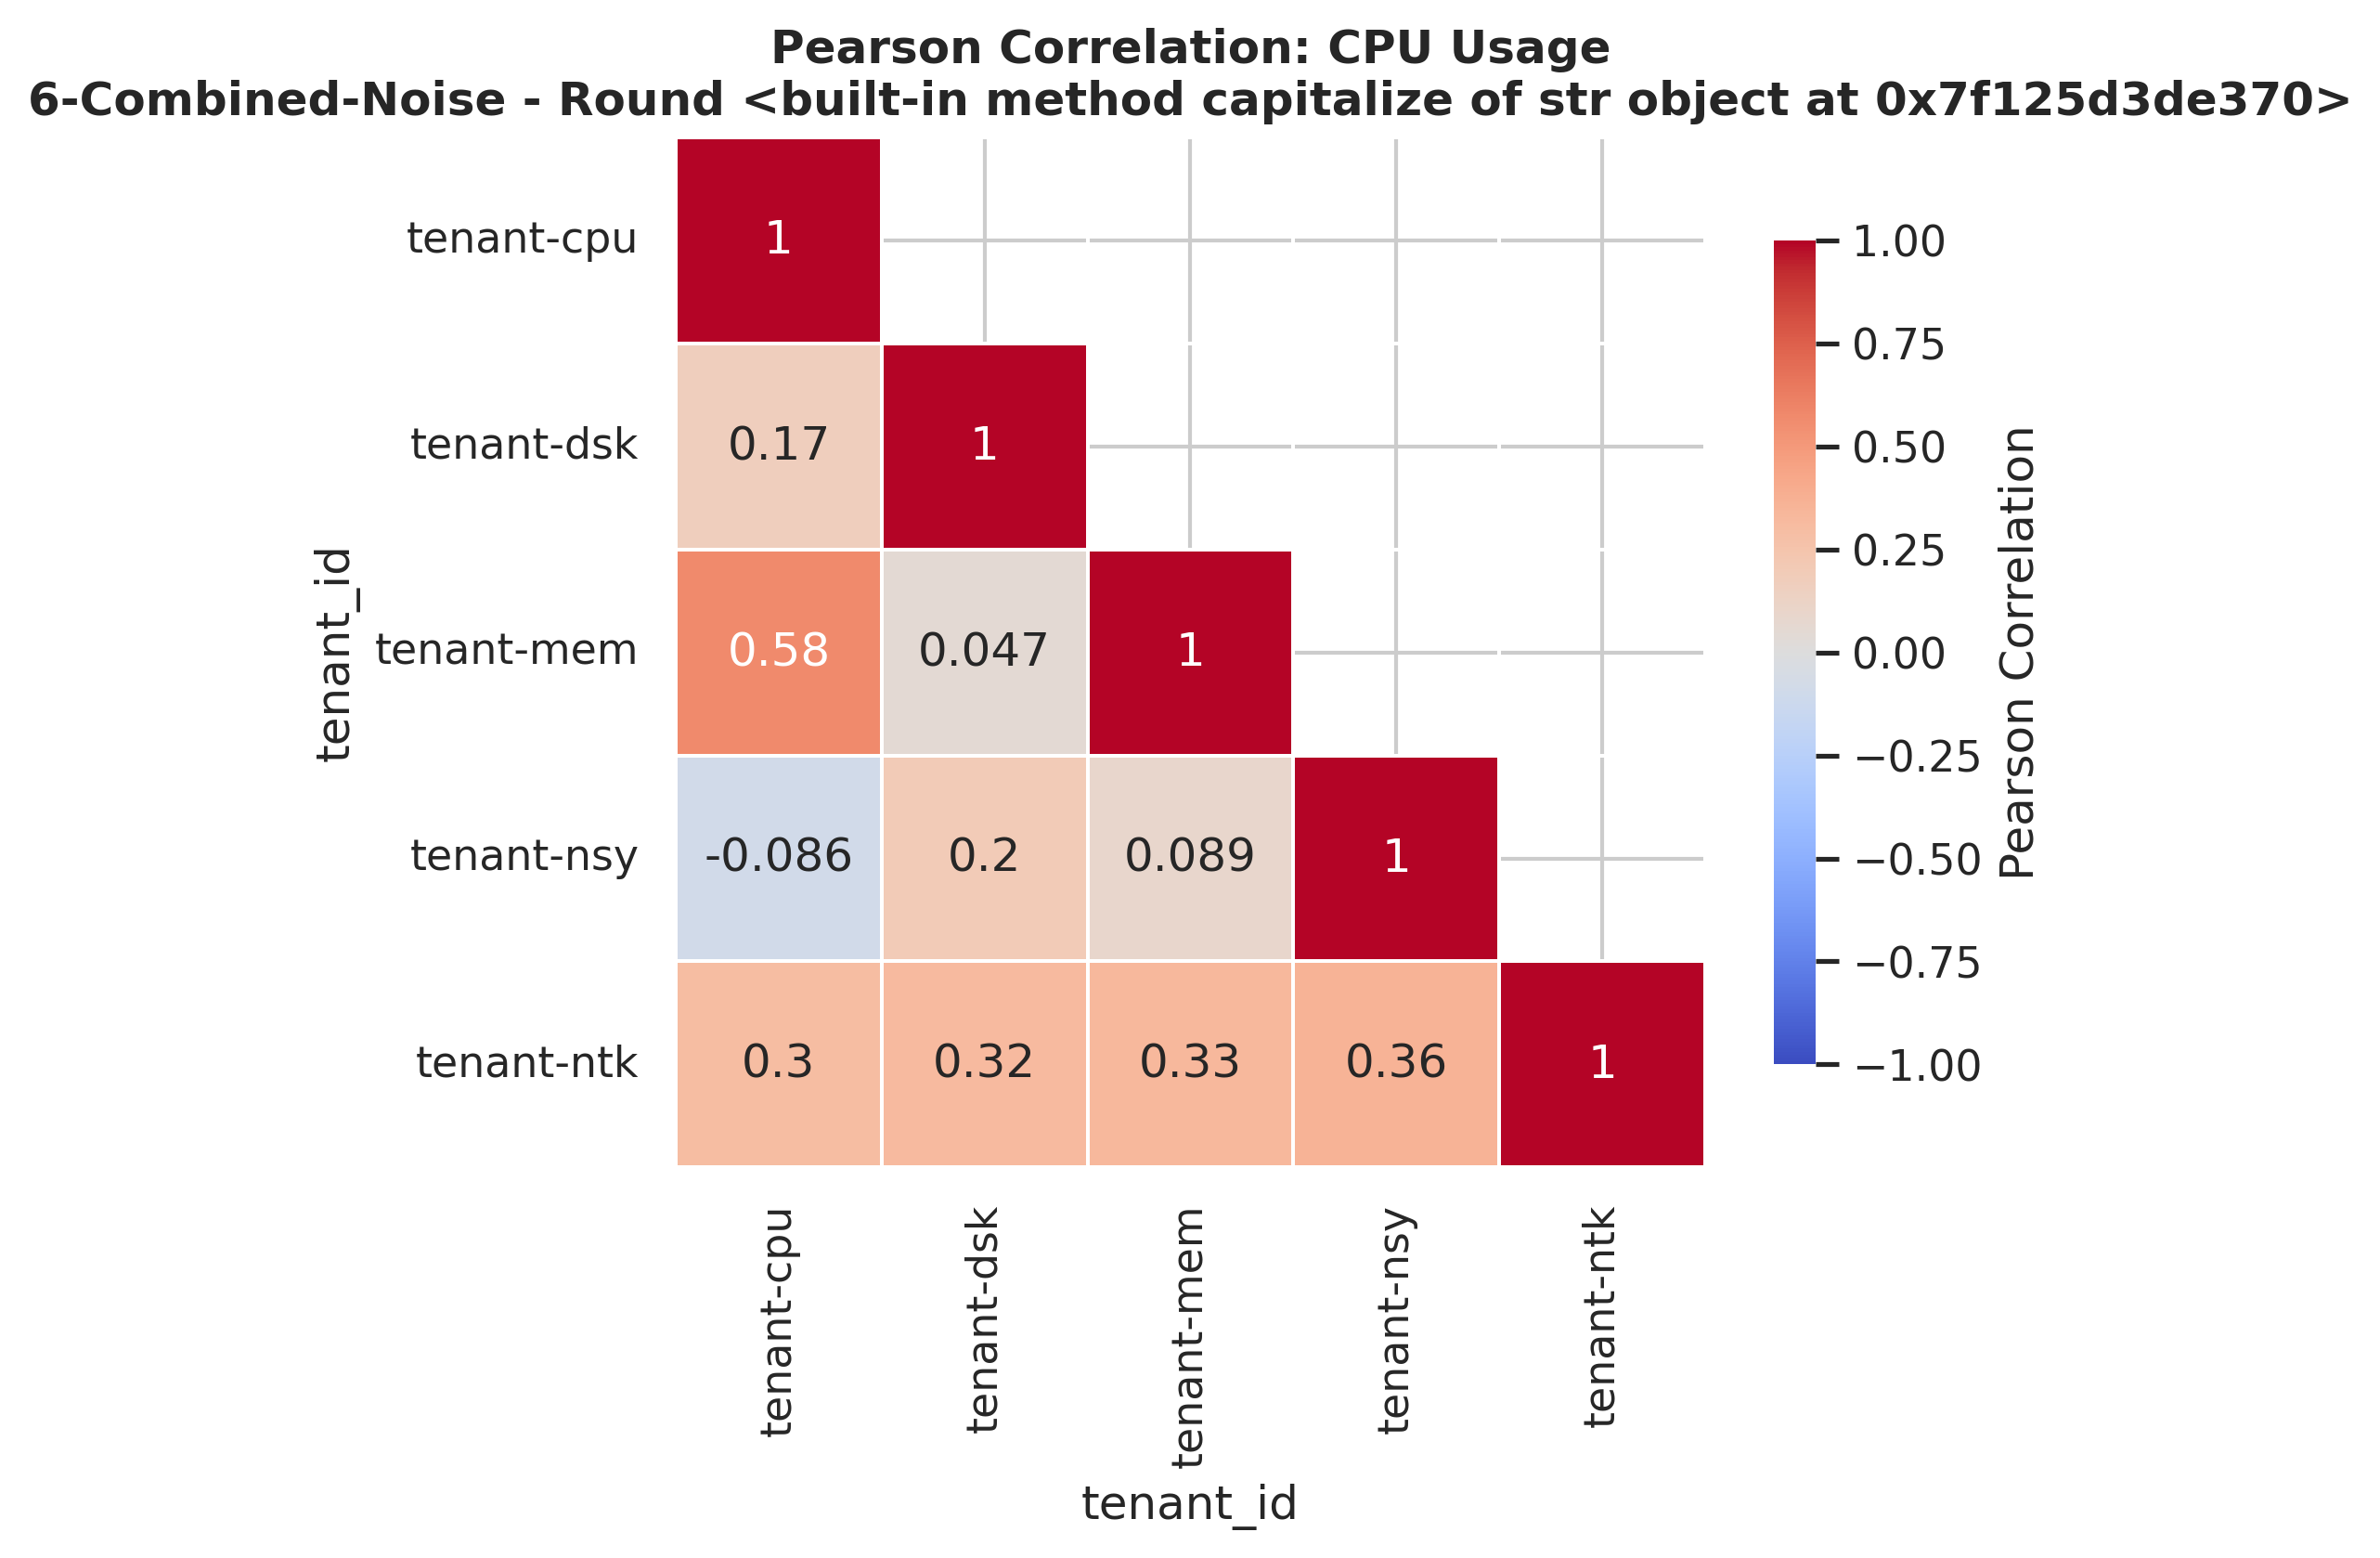 Pearson Correlation: CPU Usage
6-Combined-Noise - Round <built-in method capitalize of str object at 0x7f125d3de370>
tenant_id
tenant-cpu
1
tenant-dsk
0.17 1
tenant-mem
0.58 0.047 1
tenant-nsy
-0.086 0.2 0.089 1
tenant-ntk
0.3 0.32 0.33 0.36 1
tenant-cpu
tenant-dsk
tenant-mem
tenant-nsy
tenant-ntk
tenant_id
1.00
0.75
0.50
0.25
0.00
−0.25
−0.50
−0.75
−1.00
Pearson Correlation